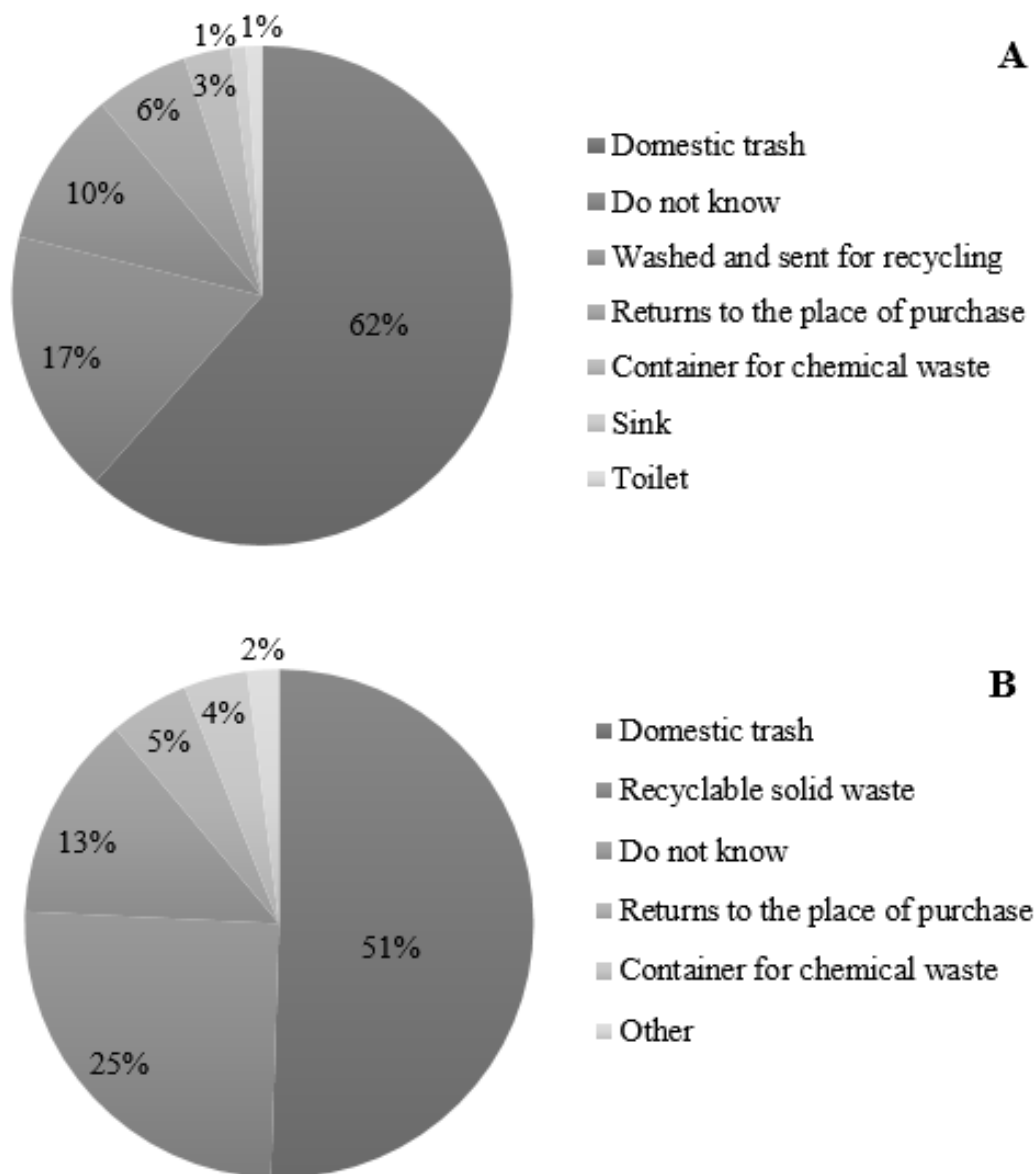 1%
1%
A
3%
6%
10%
17%
62%
Domestic trash
Do not know
Washed and sent for recycling
Returns to the place of purchase
Container for chemical waste
Sink
Toilet
2%
B
4%
5%
13%
25%
51%
Domestic trash
Recyclable solid waste
Do not know
Returns to the place of purchase
Container for chemical waste
Other